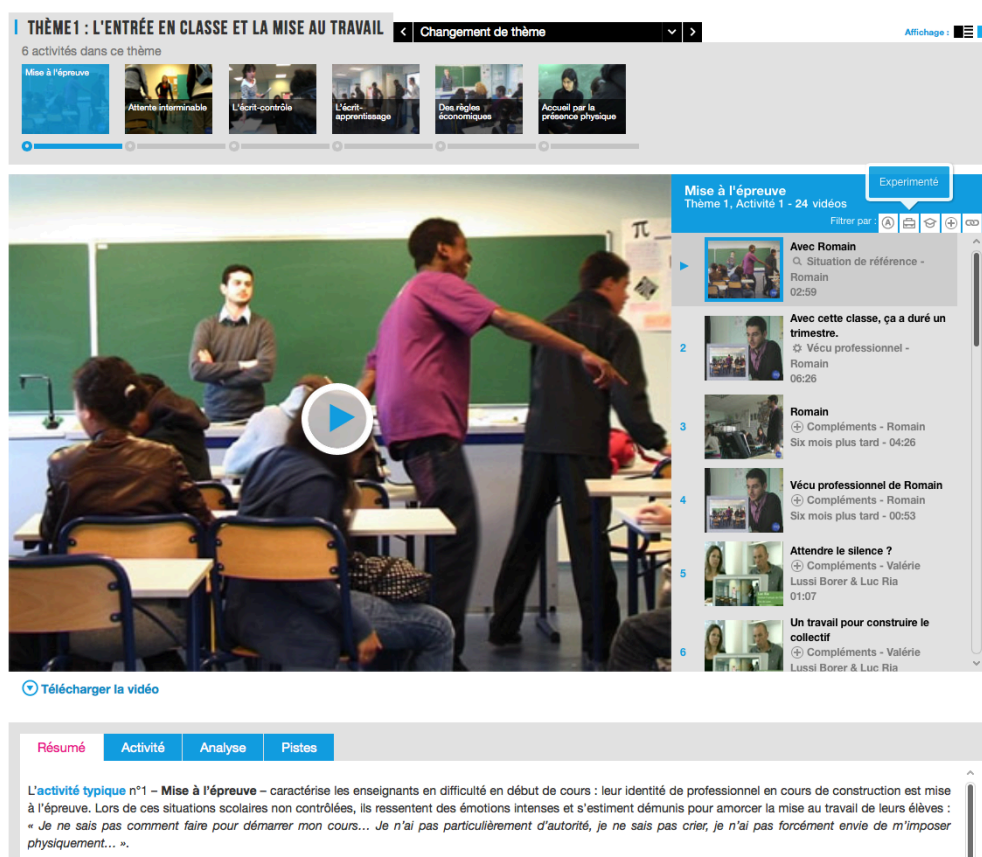 THÈME1 : L'ENTRÉE EN CLASSE ET LA MISE AU TRAVAIL
Changement de thème
Affichage :
6 activités dans ce thème
Mise à l'épreuve
Attente interminable
L'écrit-contrôle
L'écrit-
apprentissage
Des règles
économiques
Accueil par la
présence physique
Experimenté
Mise à l'épreuve
Thème 1, Activité 1 - 24 vidéos
Filtrer par :
A
π
Avec Romain
Situation de référence -
Romain
02:59
2
Avec cette classe, ça a duré un
trimestre.
Vécu professionnel -
Romain
06:26
3
Romain
Compléments - Romain
Six mois plus tard - 04:26
4
Vécu professionnel de Romain
Compléments - Romain
Six mois plus tard - 00:53
5
Attendre le silence ?
Compléments - Valérie
Lussi Borer & Luc Ria
01:07
6
Un travail pour construire le
collectif
Compléments - Valérie
Lussi Borer & Luc Ria
Télécharger la vidéo
Résumé
Activité
Analyse
Pistes
L'activité typique n°1 – Mise à l'épreuve – caractérise les enseignants en difficulté en début de cours : leur identité de professionnel en cours de construction est mise
à l'épreuve. Lors de ces situations scolaires non contrôlées, ils ressentent des émotions intenses et s'estiment démunis pour amorcer la mise au travail de leurs élèves :
« Je ne sais pas comment faire pour démarrer mon cours… Je n'ai pas particulièrement d'autorité, je ne sais pas crier, je n'ai pas forcément envie de m'imposer
physiquement… ».